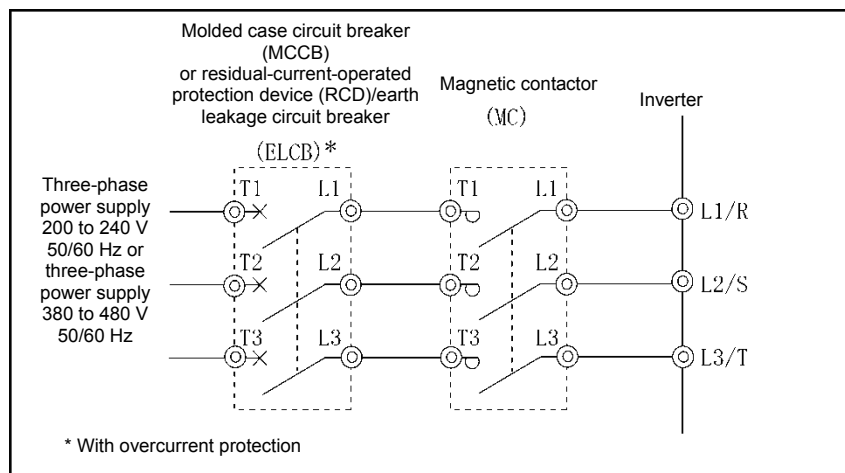 Molded case circuit breaker
(MCCB)
or residual-current-operated
protection device (RCD)/earth
leakage circuit breaker
(ELCB)*
Magnetic contactor
(MC)
Inverter
Three-phase
power supply
200 to 240 V
50/60 Hz or
three-phase
power supply
380 to 480 V
50/60 Hz
T1 L1 T1 L1 L1/R
T2 L2 T2 L2 L2/S
T3 L3 T3 L3 L3/T
* With overcurrent protection